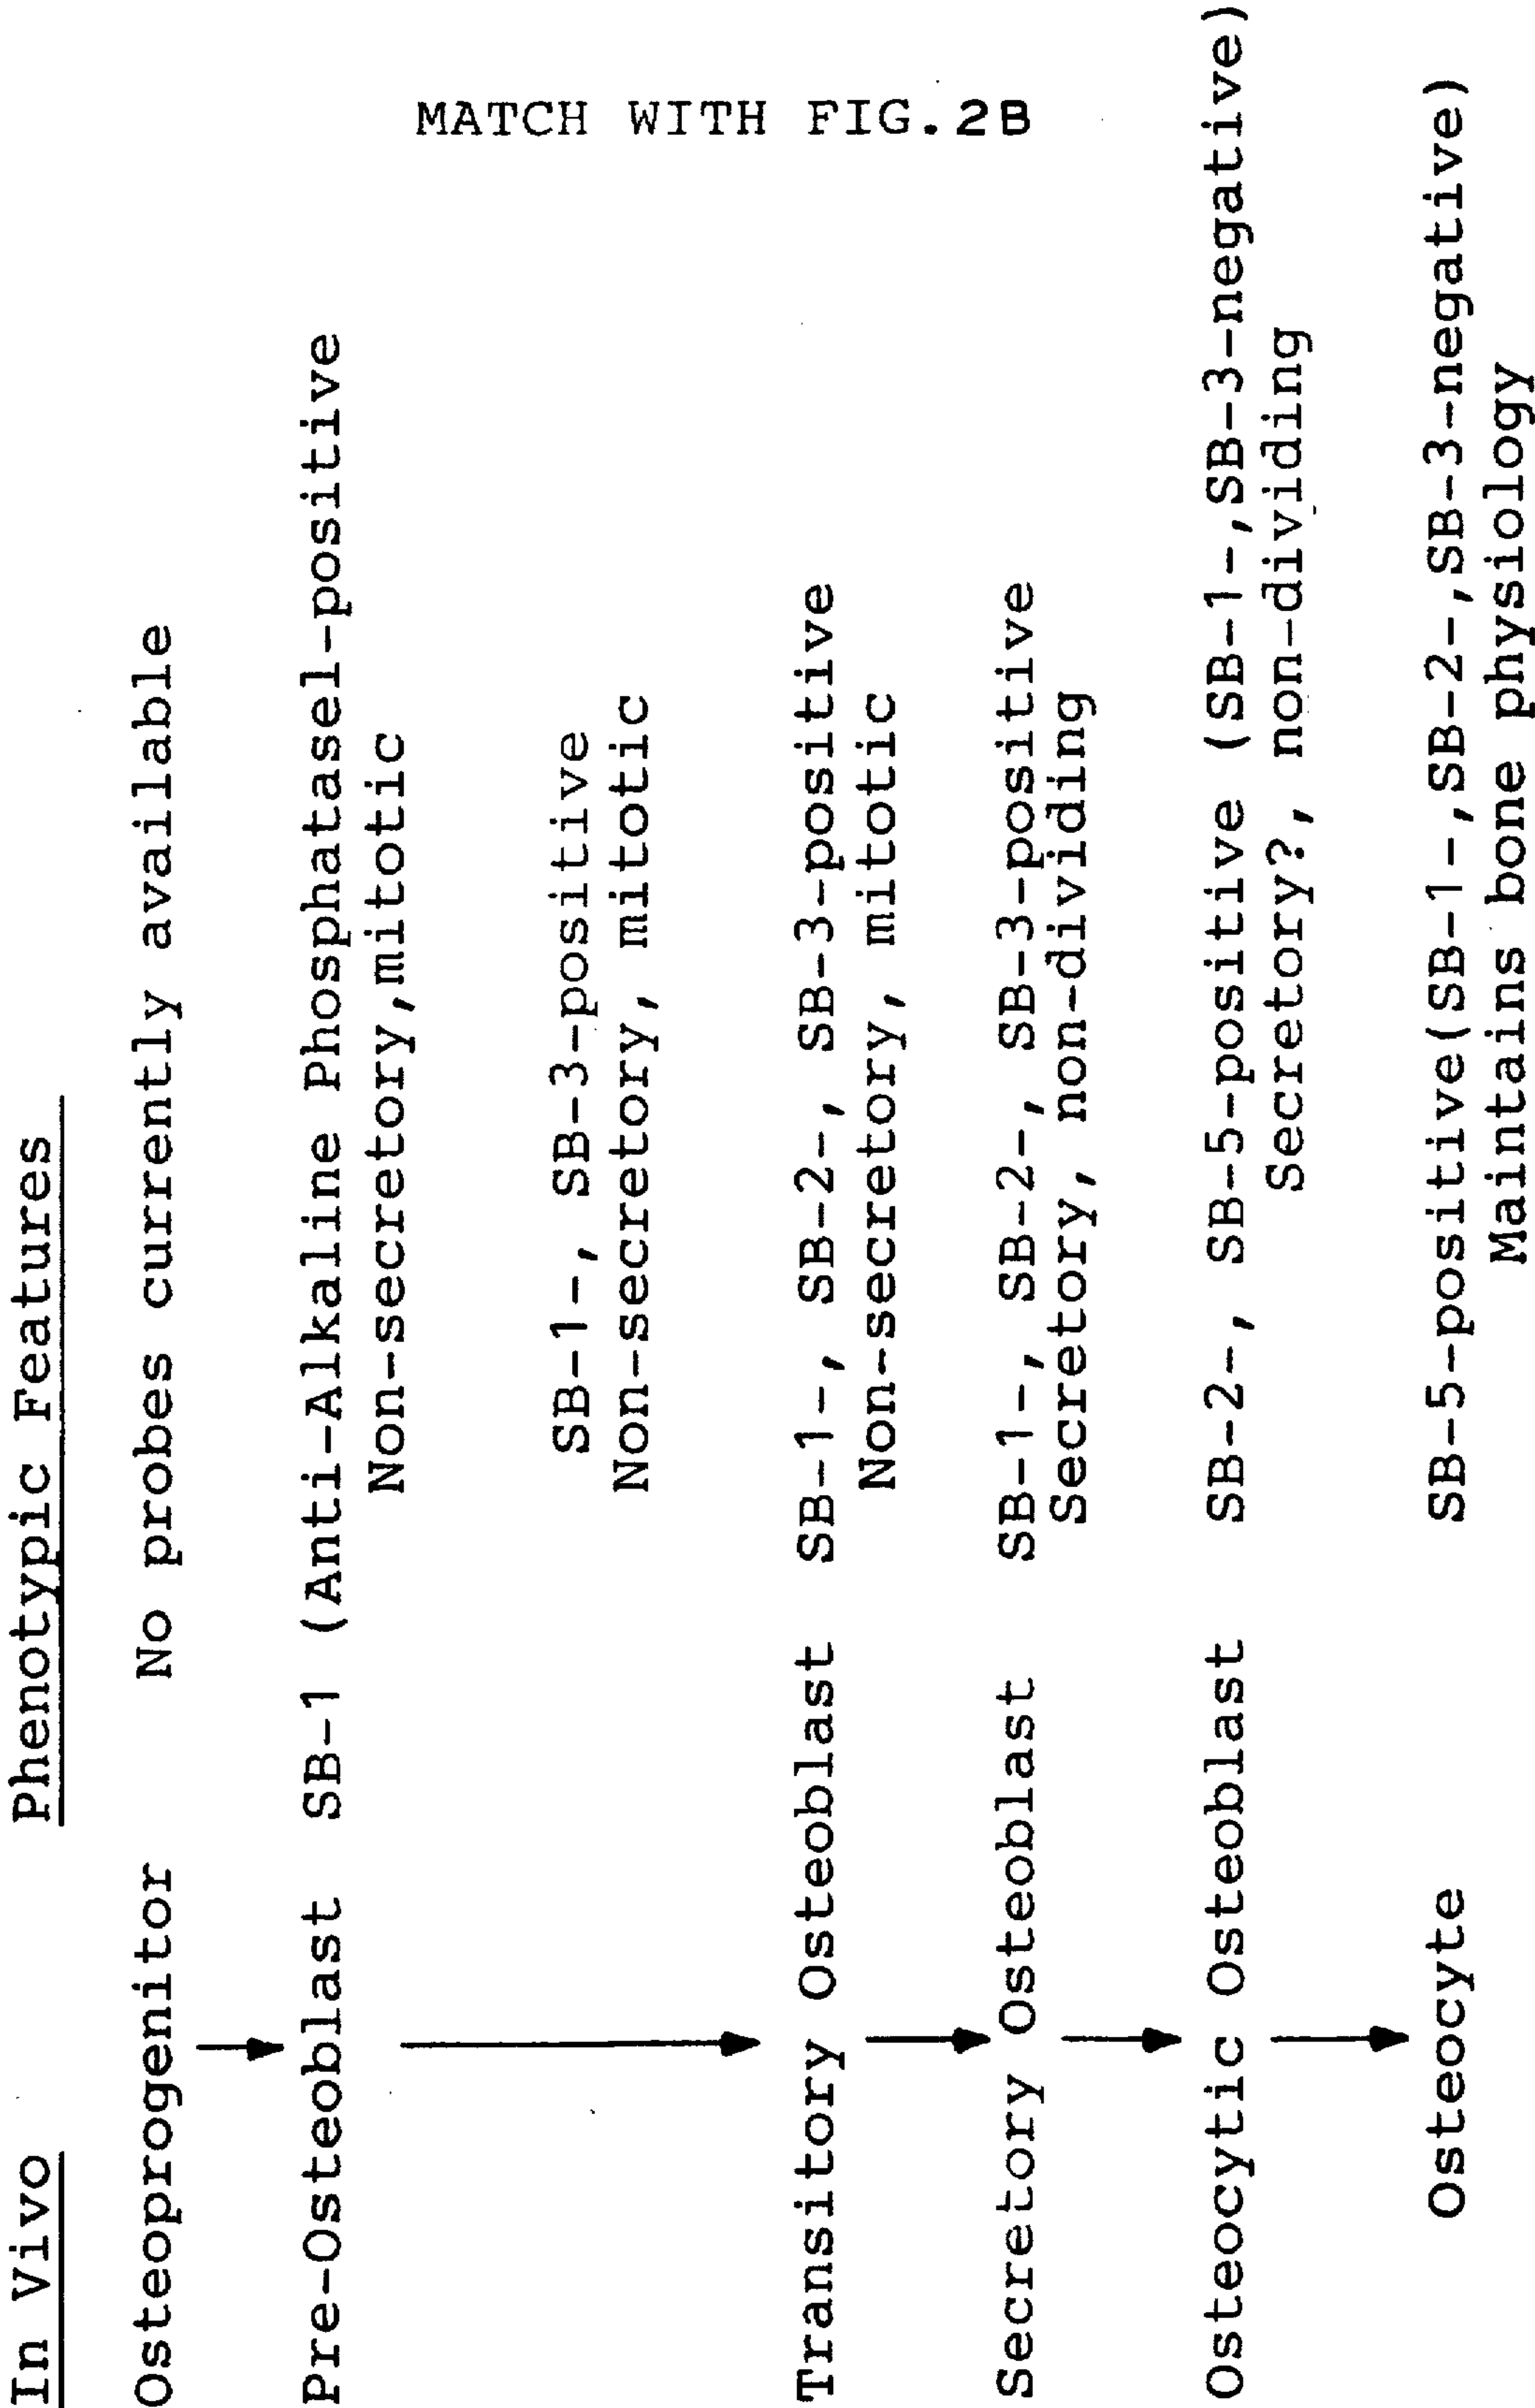 MATCH WITH FIG.2B
In Vivo Phenotypic Features
Osteoprogenitor No probes currently available
Pre-Osteoblast SB-1 (Anti-Alkaline Phosphatasel-positive
Non-secretory,mitotic
SB-1-, SB-3-positive
Non-secretory, mitotic
Transitory Osteoblast SB-1-, SB-2-, SB-3-positive
Non-secretory, mitotic
Secretory Osteoblast SB-1-, SB-2-, SB-3-positive
Secretory, non-dividing
Osteocytic Osteoblast SB-2-, SB-5-positive (SB-1-,SB-3-negative)
Secretory?, non-dividing
Osteocyte SB-5-positive(SB-1-,SB-2-,SB-3-negative)
Maintains bone physiology